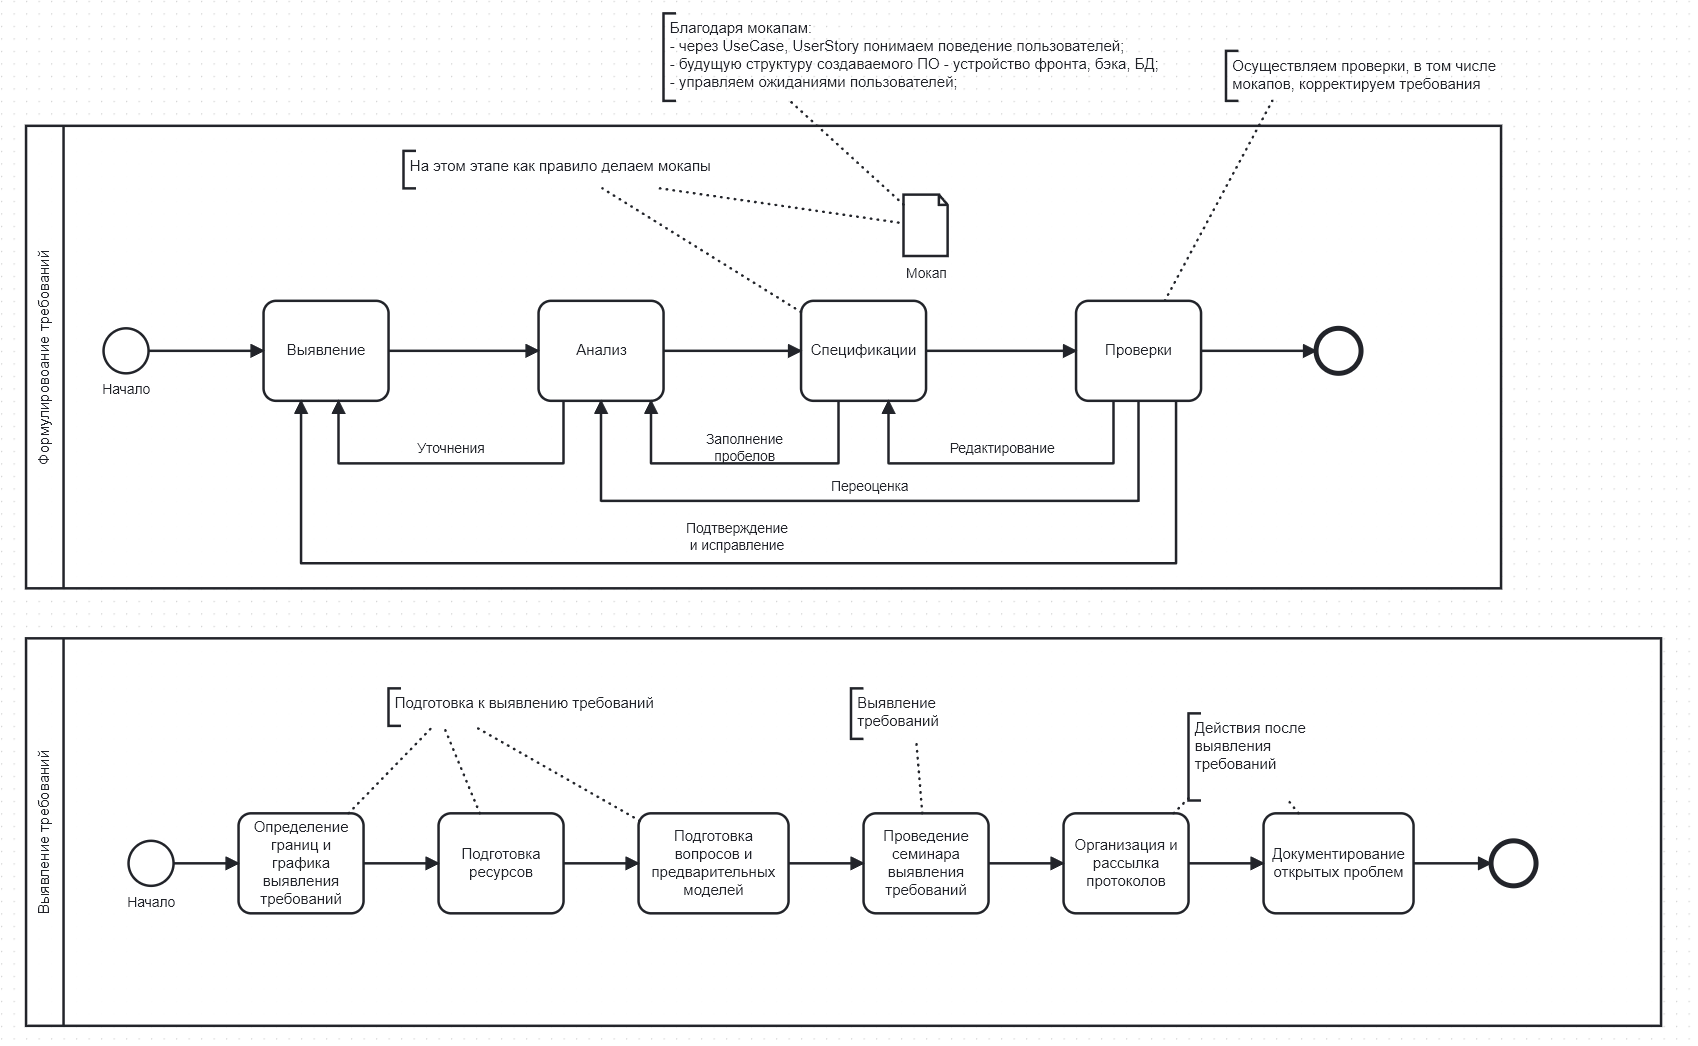 Благодаря мокапам:
- через UseCase, UserStory понимаем поведение пользователей;
- будущую структуру создаваемого ПО - устройство фронта, бэка, БД;
- управляем ожиданиями пользователей;
Осуществляем проверки, в том числе
мокапов, корректируем требования
Формулировоание требований
На этом этапе как правило делаем мокапы
Мокап
Начало
Выявление
Анализ
Спецификации
Проверки
Уточнения
Заполнение
пробелов
Редактирование
Переоценка
Подтверждение
и исправление
Выявление требований
Подготовка к выявлению требований
Выявление
требований
Действия после
выявления
требований
Начало
Определение
границ и
графика
выявления
требований
Подготовка
ресурсов
Подготовка
вопросов и
предварительных
моделей
Проведение
семинара
выявления
требований
Организация и
рассылка
протоколов
Документирование
открытых проблем